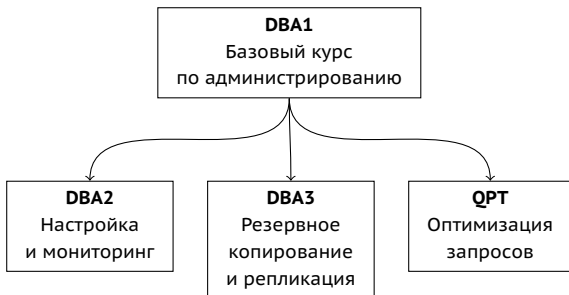 DBA1
Базовый курс
по администрированию
DBA2
Настройка
и мониторинг
DBA3
Резервное
копирование
и репликация
QPT
Оптимизация
запросов